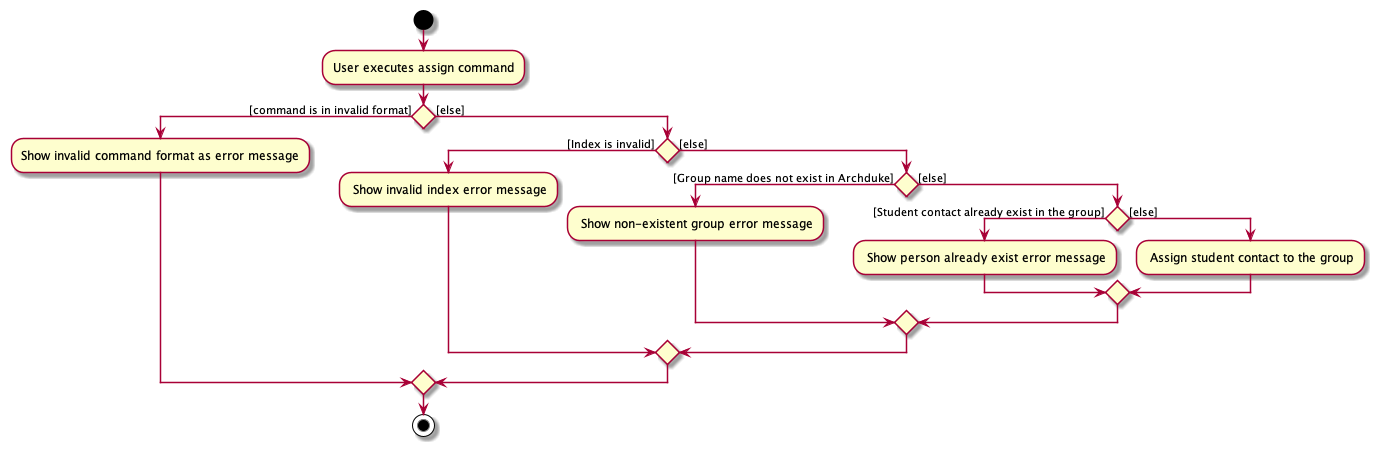 User executes assign command
[command is in invalid format]
[else]
Show invalid command format as error message
[Index is invalid]
[else]
Show invalid index error message
[Group name does not exist in Archduke]
[else]
Show non-existent group error message
[Student contact already exist in the group]
[else]
Show person already exist error message
Assign student contact to the group